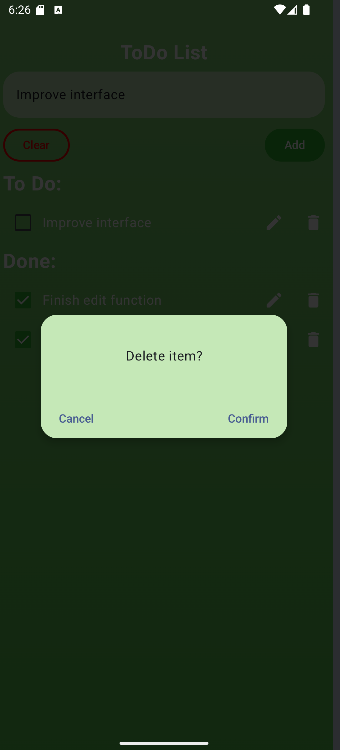 6:26
A
ToDo List
Improve interface
Clear
Add
To Do:
Improve interface
Done:
Finish edit function
Delete item?
Cancel
Confirm